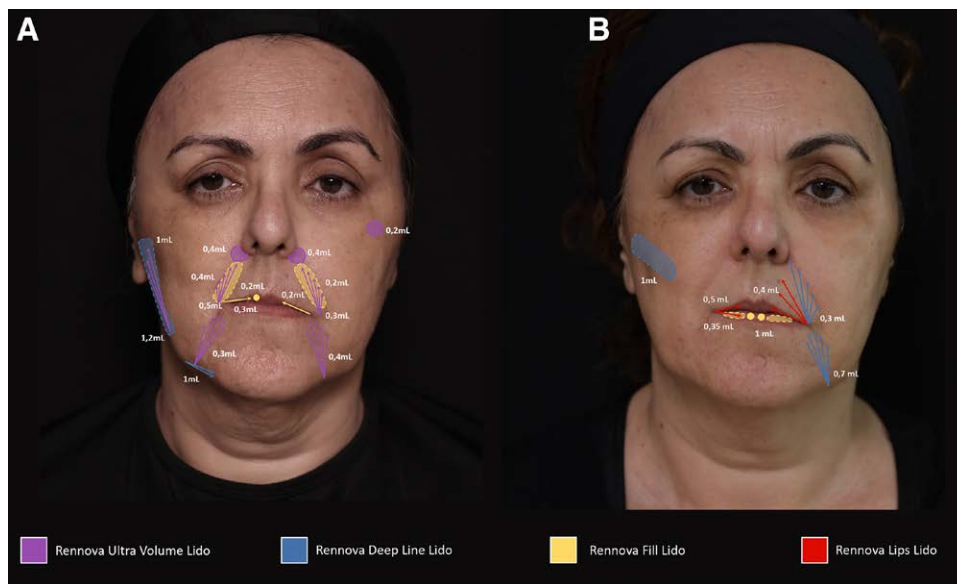 A
B
1mL
0,2mL
0,4mL
0,4mL
0,4mL
0,2mL
0,2mL
0,2mL
0,5mL
0,3mL
0,3mL
1,2mL
0,3mL
0,4mL
1mL
1mL
0,4 mL
0,5 mL
0,35 mL
1 mL
0,3 mL
0,7 mL
Rennova Ultra Volume Lido
Rennova Deep Line Lido
Rennova Fill Lido
Rennova Lips Lido